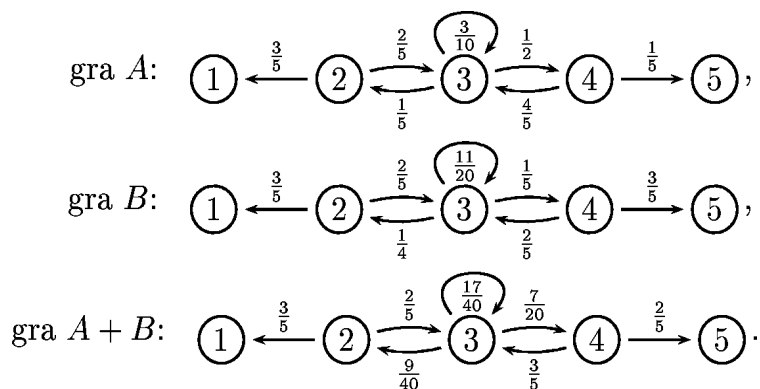 3/5 2/5 3/10 1/2 1/5
gra A: 1 2 3 4 5,
1/5 4/5
3/5 2/5 11/20 1/5 3/5
gra B: 1 2 3 4 5,
1/4 2/5
3/5 2/5 17/40 7/20 2/5
gra A + B: 1 2 3 4 5.
9/40 3/5